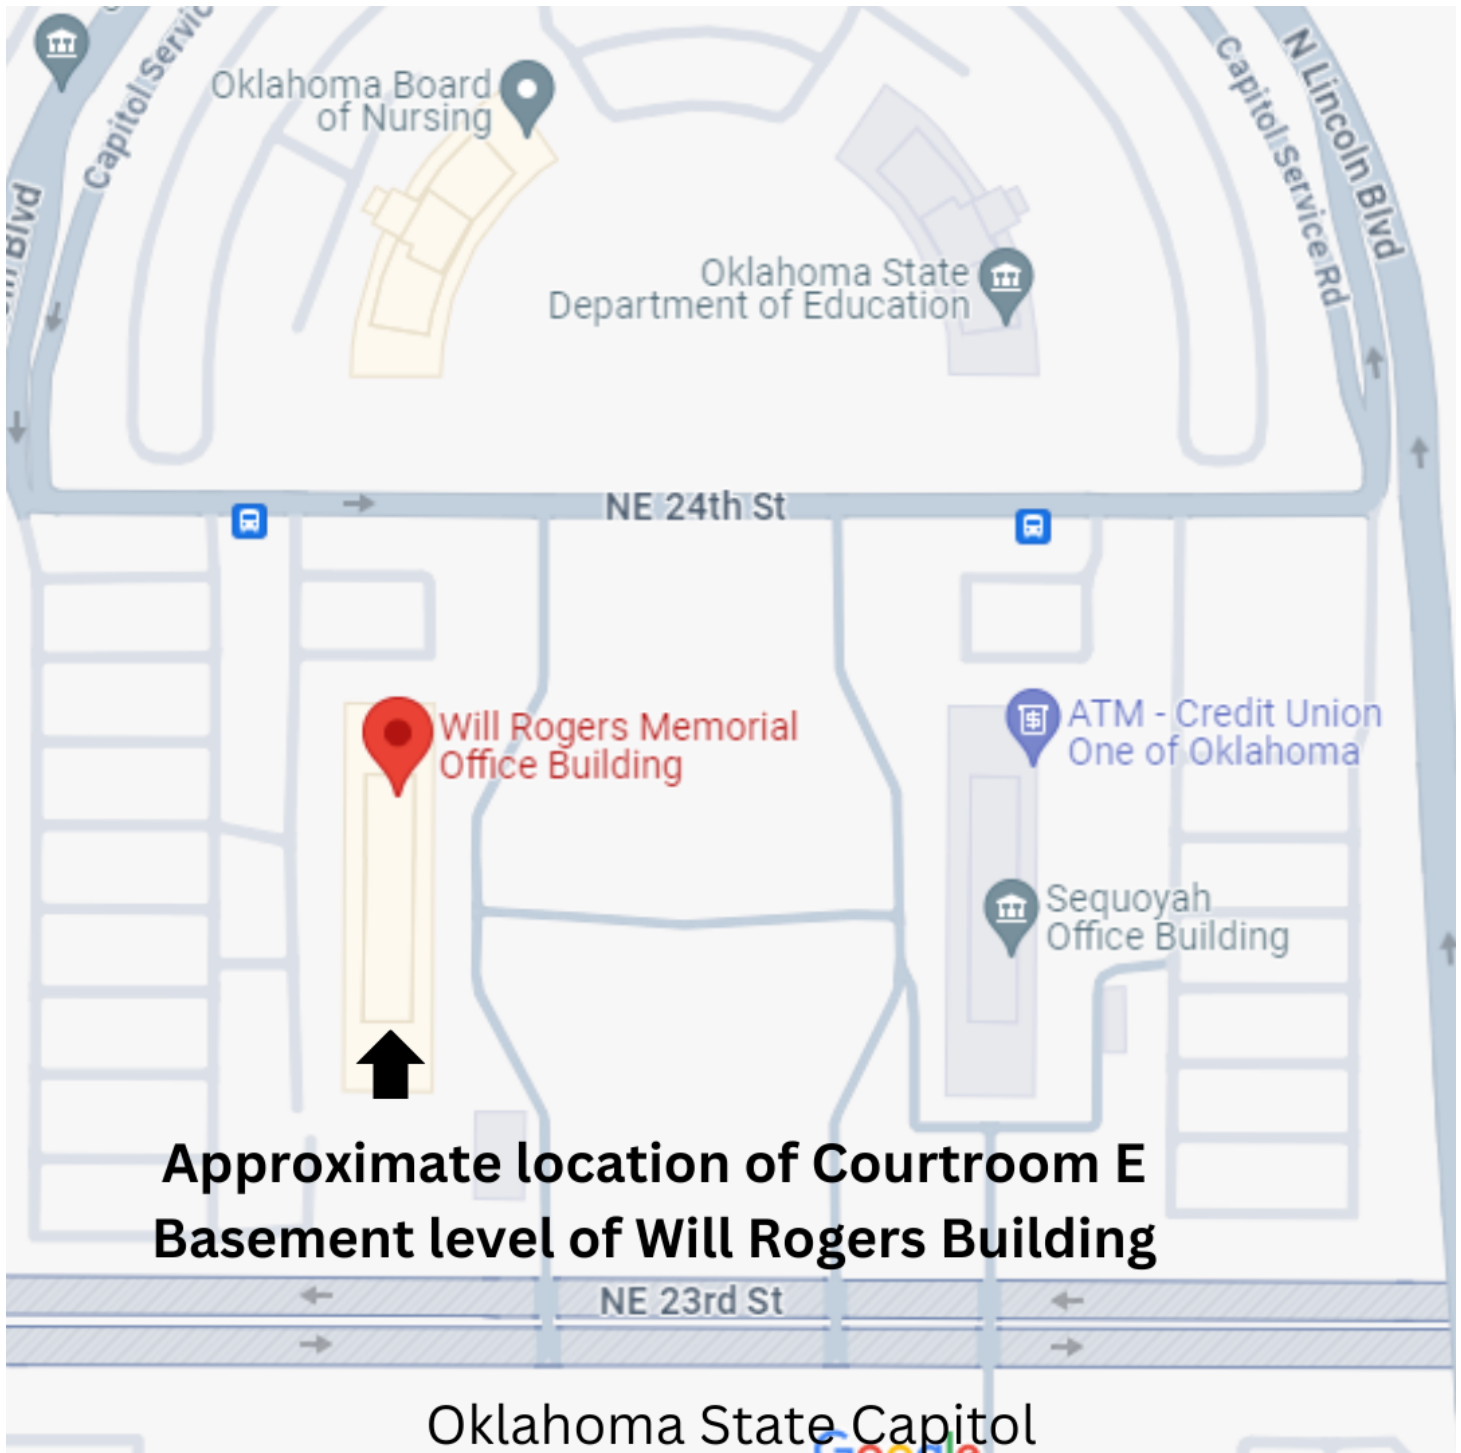 Capitol Servic
N Lincoln Blvd
Capitol Service Rd
Oklahoma Board
of Nursing
Blvd
Oklahoma State
Department of Education
NE 24th St
Will Rogers Memorial
Office Building
ATM - Credit Union
One of Oklahoma
Sequoyah
Office Building
Approximate location of Courtroom E
Basement level of Will Rogers Building
NE 23rd St
Oklahoma State Capitol
Google